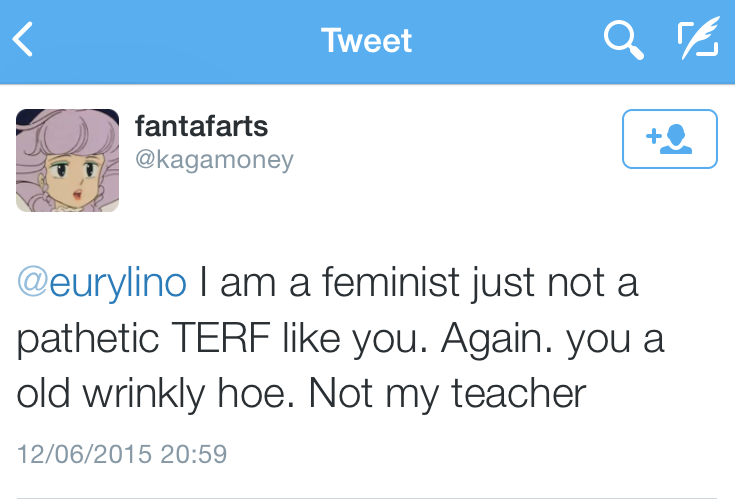 Tweet
fantafarts
@kagamoney
@eurylino I am a feminist just not a
pathetic TERF like you. Again. you a
old wrinkly hoe. Not my teacher
12/06/2015 20:59